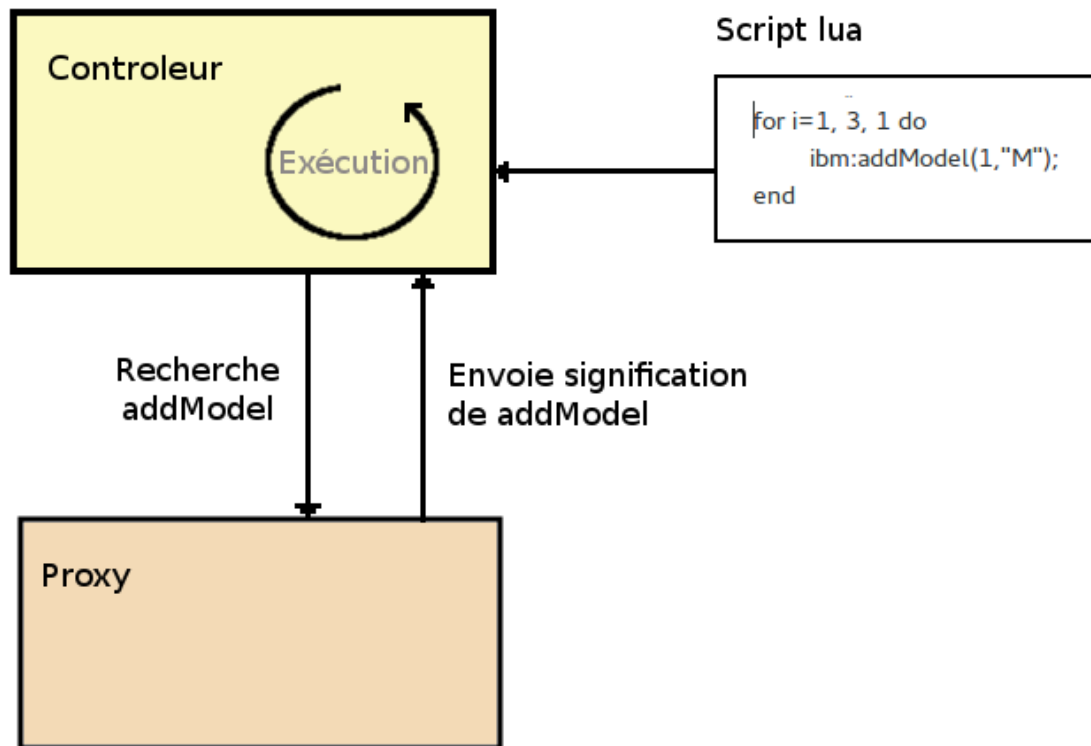 Controleur
Exécution
Script lua
for i=1, 3, 1 do
ibm:addModel(1,"M");
end
Recherche
addModel
Envoie signification
de addModel
Proxy